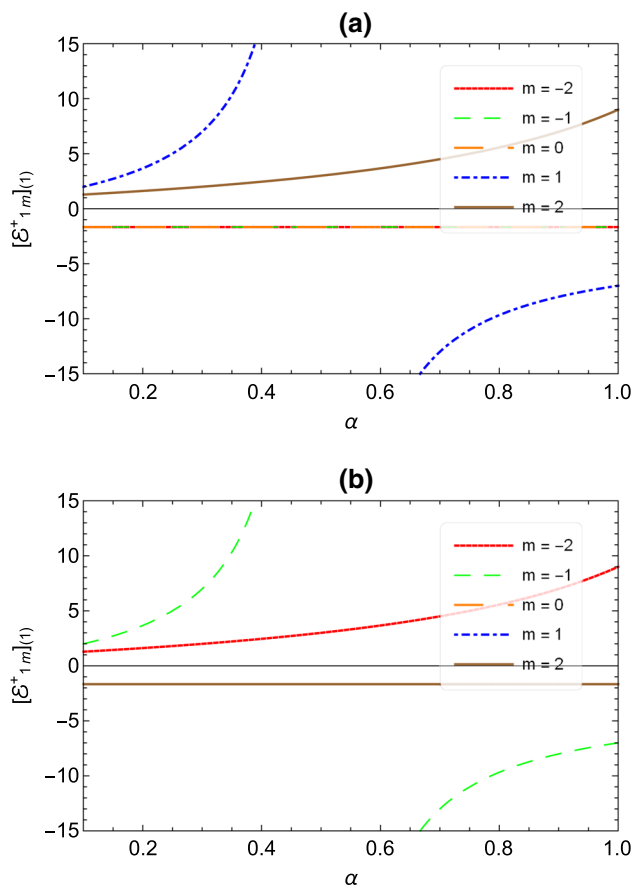 (a)
15
10
5
0
−5
−10
−15
[ℰ⁺₁ ₘ]₍₁₎
m = −2
m = −1
m = 0
m = 1
m = 2
0.2 0.4 0.6 0.8 1.0
α
(b)
15
10
5
0
−5
−10
−15
[ℰ⁺₁ ₘ]₍₁₎
m = −2
m = −1
m = 0
m = 1
m = 2
0.2 0.4 0.6 0.8 1.0
α